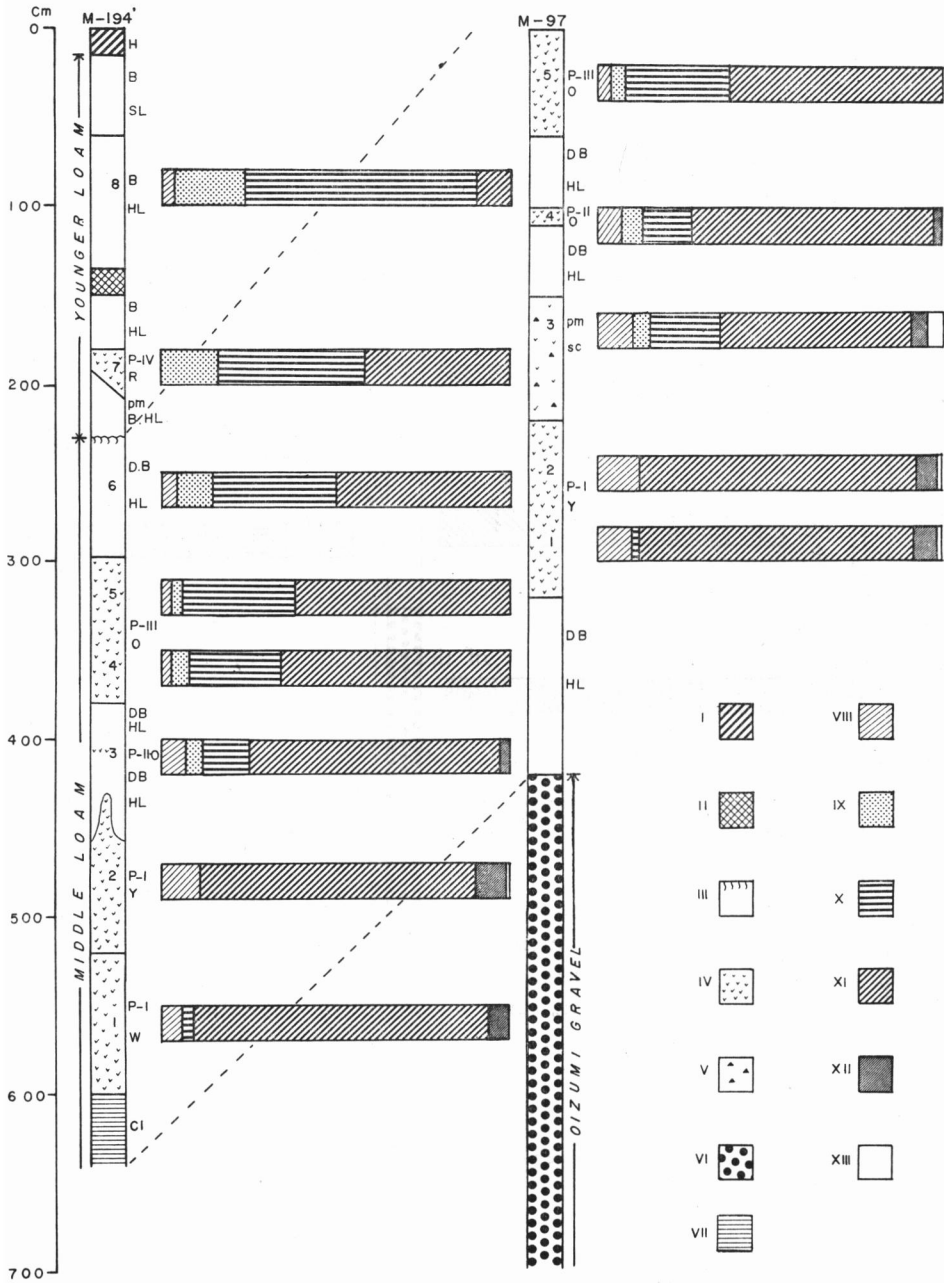 Cm
0
100
200
300
400
500
600
700
M-194'
H
B
SL
8
B
HL
B
HL
7
P-IV
R
pm
B/HL
6
D.B
HL
5
P-III
O
4
DB
HL
3
P-II O
DB
HL
2
P-I
Y
1
P-I
W
Cl
YOUNGER LOAM
MIDDLE LOAM
M-97
5
P-III
O
DB
HL
4
P-II
O
DB
HL
3
pm
sc
2
P-I
Y
1
DB
HL
OIZUMI GRAVEL
I
II
III
IV
V
VI
VII
VIII
IX
X
XI
XII
XIII